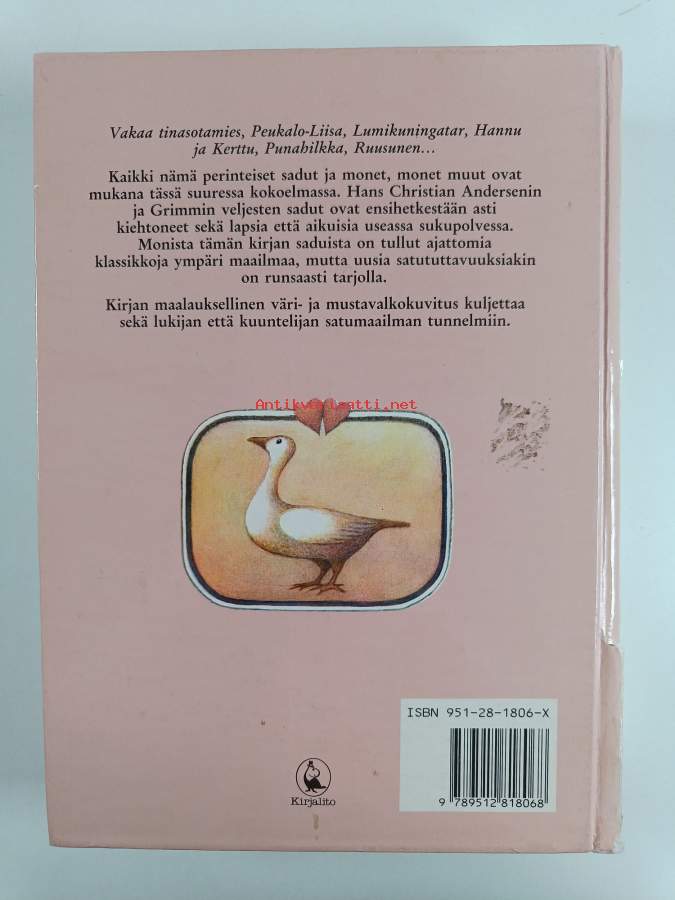 Vakaa tinasotamies, Peukalo-Liisa, Lumikuningatar, Hannu
ja Kerttu, Punahilkka, Ruusunen...
Kaikki nämä perinteiset sadut ja monet, monet muut ovat
mukana tässä suuressa kokoelmassa. Hans Christian Andersenin
ja Grimmin veljesten sadut ovat ensihetkestään asti
kiehtoneet sekä lapsia että aikuisia useassa sukupolvessa.
Monista tämän kirjan saduista on tullut ajattomia
klassikkoja ympäri maailmaa, mutta uusia satututtavuuksiakin
on runsaasti tarjolla.
Kirjan maalauksellinen väri- ja mustavalkokuvitus kuljettaa
sekä lukijan että kuuntelijan satumaailman tunnelmiin.
Antikvariaatti.net
ISBN 951-28-1806-X
9 789512 818068
Kirjalito